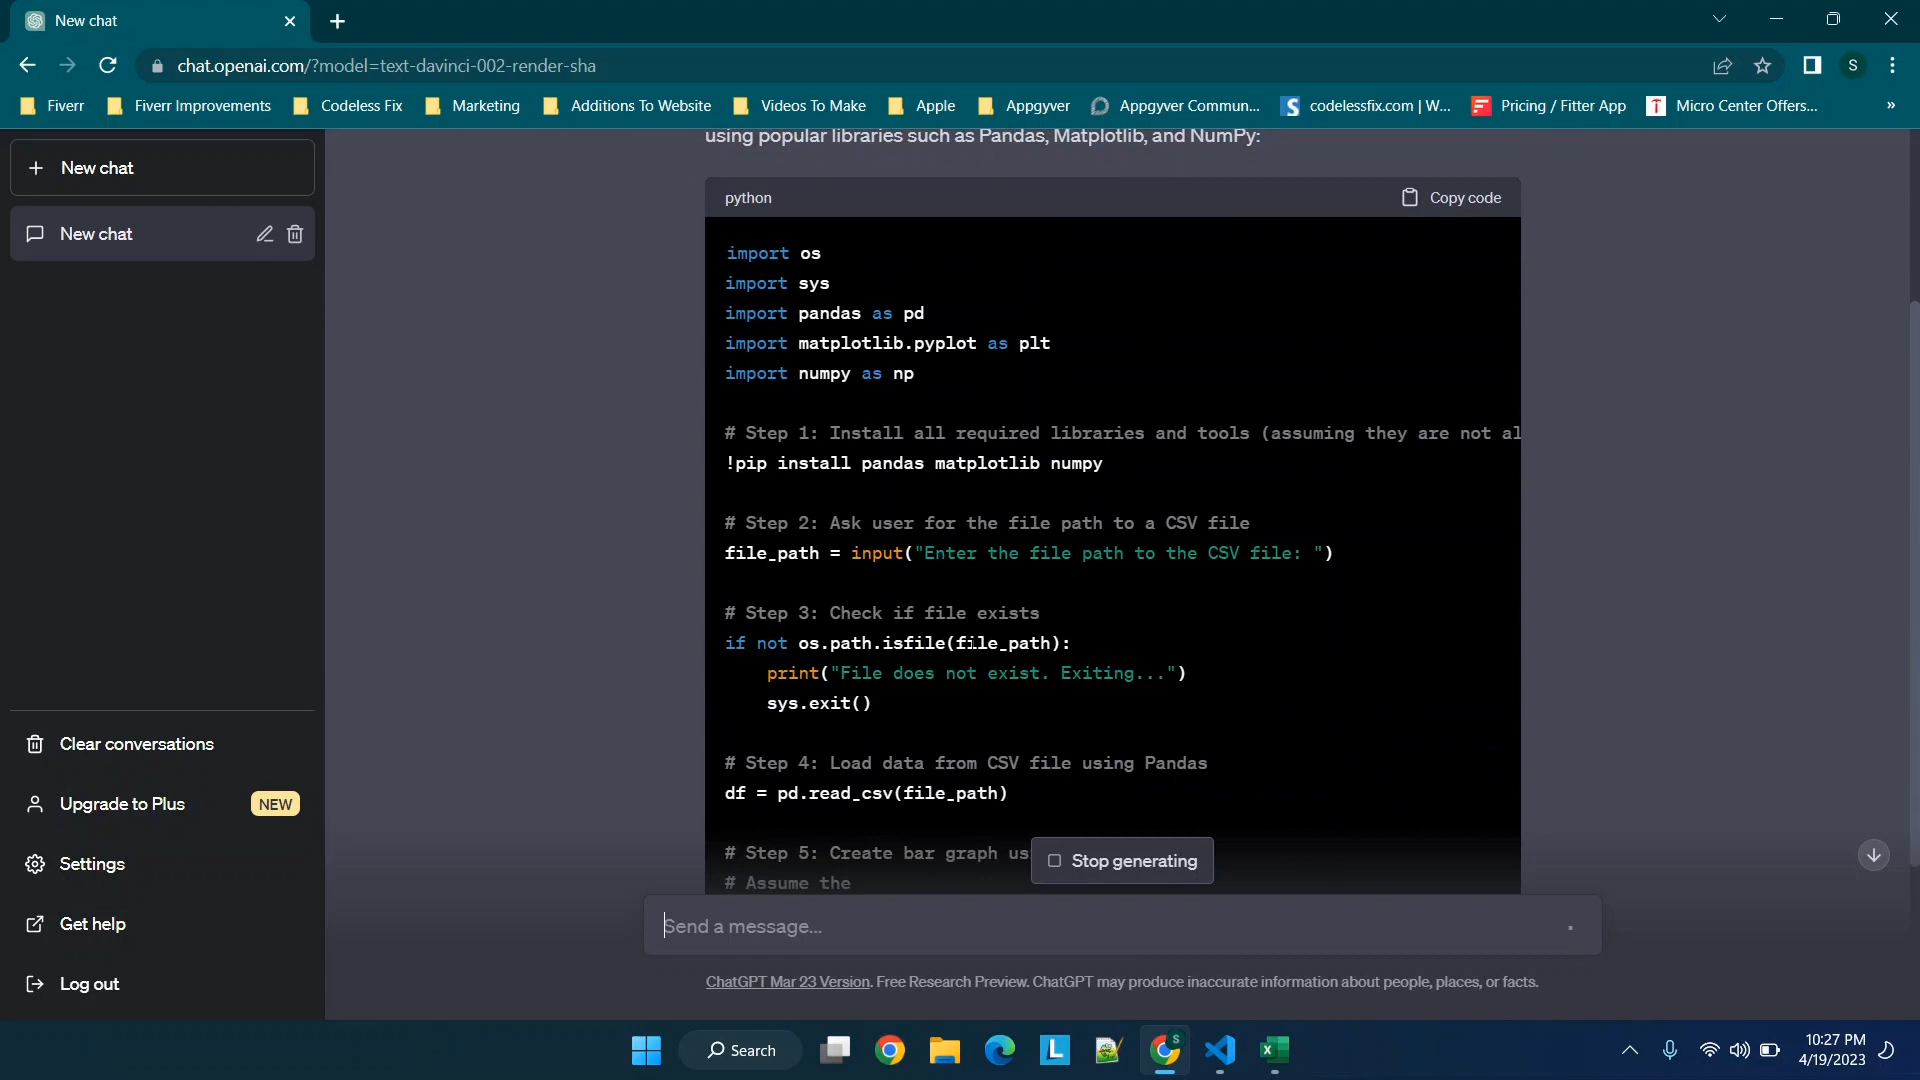 New chat
chat.openai.com/?model=text-davinci-002-render-sha
S
Fiverr
Fiverr Improvements
Codeless Fix
Marketing
Additions To Website
Videos To Make
Apple
Appgyver
Appgyver Commun...
codelessfix.com | W...
Pricing / Fitter App
Micro Center Offers...
»
New chat
New chat
Clear conversations
Upgrade to Plus
NEW
Settings
Get help
Log out
using popular libraries such as Pandas, Matplotlib, and NumPy:
python
Copy code
import os
import sys
import pandas as pd
import matplotlib.pyplot as plt
import numpy as np
# Step 1: Install all required libraries and tools (assuming they are not al
!pip install pandas matplotlib numpy
# Step 2: Ask user for the file path to a CSV file
file_path = input("Enter the file path to the CSV file: ")
# Step 3: Check if file exists
if not os.path.isfile(file_path):
print("File does not exist. Exiting...")
sys.exit()
# Step 4: Load data from CSV file using Pandas
df = pd.read_csv(file_path)
# Step 5: Create bar graph us
# Assume the
Stop generating
Send a message...
ChatGPT Mar 23 Version. Free Research Preview. ChatGPT may produce inaccurate information about people, places, or facts.
Search
L
S
10:27 PM
4/19/2023